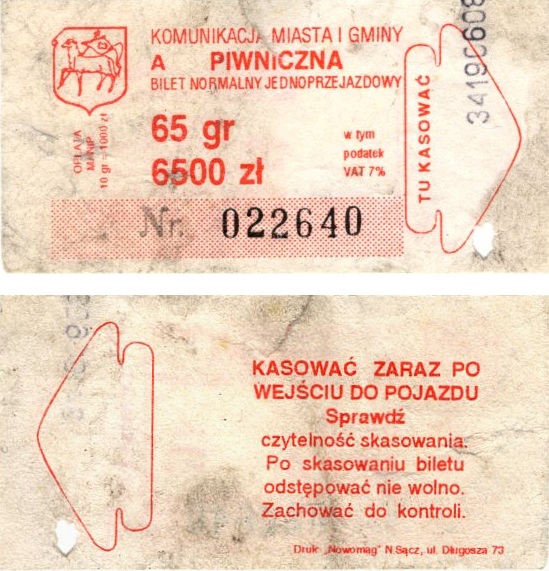 KOMUNIKACJA MIASTA I GMINY
A PIWNICZNA
BILET NORMALNY JEDNOPRZEJAZDOWY
65 gr
6500 zł
w tym
podatek
VAT 7%
OPŁATA
MANIP.
10 gr = 1000 zł
TU KASOWAĆ
Nr. 022640
KASOWAĆ ZARAZ PO
WEJŚCIU DO POJAZDU
Sprawdź
czytelność skasowania.
Po skasowaniu biletu
odstępować nie wolno.
Zachować do kontroli.
Druk „Nowomag" N Sącz, ul. Długosza 73